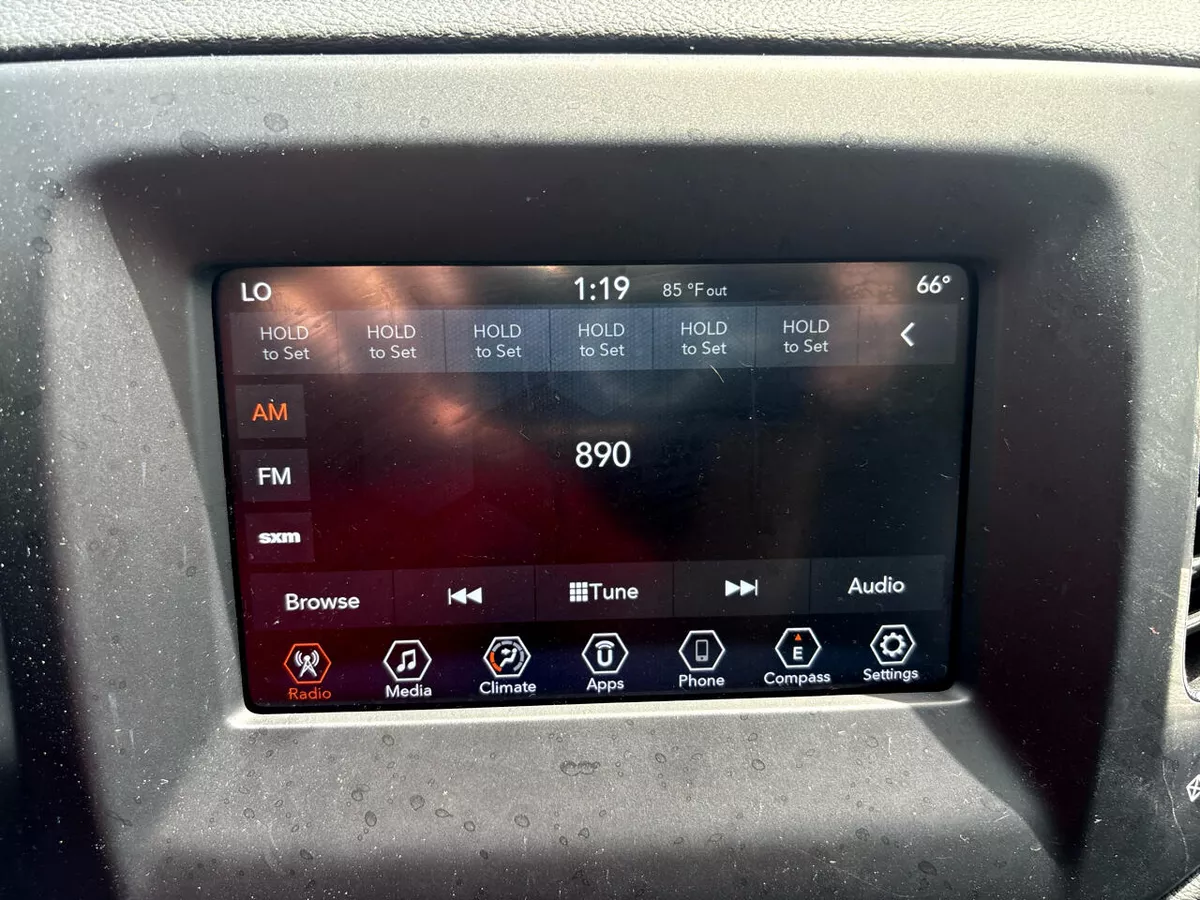 LO 1:19 85 °F out 66°
HOLD to Set HOLD to Set HOLD to Set HOLD to Set HOLD to Set HOLD to Set
AM
890
FM
sxm
Browse Tune Audio
Radio Media Climate Apps Phone E Compass Settings